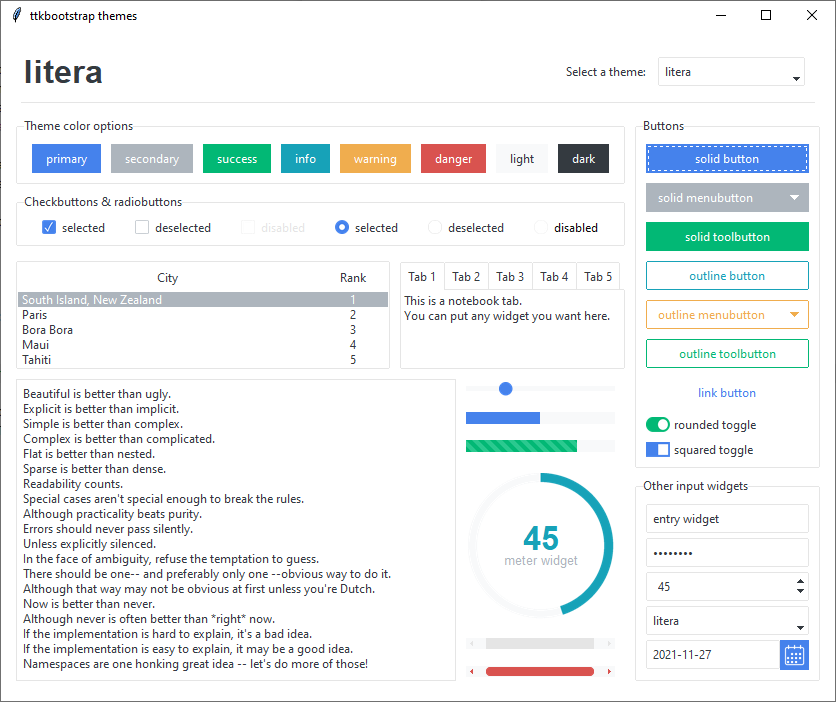 ttkbootstrap themes
litera
Select a theme: litera
Theme color options
primary secondary success info warning danger light dark
Checkbuttons & radiobuttons
selected deselected disabled selected deselected disabled
City Rank
South Island, New Zealand 1
Paris 2
Bora Bora 3
Maui 4
Tahiti 5
Tab 1 Tab 2 Tab 3 Tab 4 Tab 5
This is a notebook tab.
You can put any widget you want here.
Beautiful is better than ugly.
Explicit is better than implicit.
Simple is better than complex.
Complex is better than complicated.
Flat is better than nested.
Sparse is better than dense.
Readability counts.
Special cases aren't special enough to break the rules.
Although practicality beats purity.
Errors should never pass silently.
Unless explicitly silenced.
In the face of ambiguity, refuse the temptation to guess.
There should be one-- and preferably only one --obvious way to do it.
Although that way may not be obvious at first unless you're Dutch.
Now is better than never.
Although never is often better than *right* now.
If the implementation is hard to explain, it's a bad idea.
If the implementation is easy to explain, it may be a good idea.
Namespaces are one honking great idea -- let's do more of those!
45
meter widget
Buttons
solid button
solid menubutton
solid toolbutton
outline button
outline menubutton
outline toolbutton
link button
rounded toggle
squared toggle
Other input widgets
entry widget
••••••••
45
litera
2021-11-27